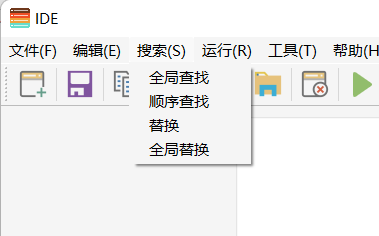 IDE
文件(F) 编辑(E) 搜索(S) 运行(R) 工具(T) 帮助(H
全局查找
顺序查找
替换
全局替换